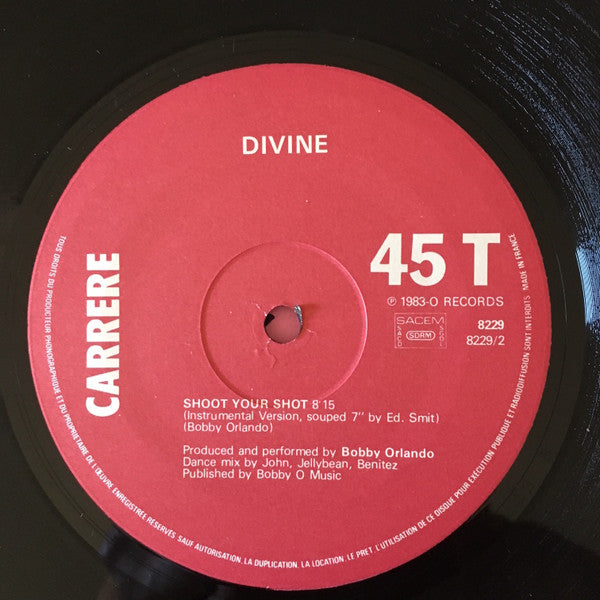 DIVINE
CARRERE
45 T
℗ 1983-O RECORDS
SACEM
SACD
SDRM
SGDL
8229
8229/2
SHOOT YOUR SHOT 8 15
(Instrumental Version, souped 7" by Ed. Smit)
(Bobby Orlando)
Produced and performed by Bobby Orlando
Dance mix by John, Jellybean, Benitez
Published by Bobby O Music
TOUS DROITS DU PRODUCTEUR PHONOGRAPHIQUE ET DU PROPRIETAIRE DE L'ŒUVRE ENREGISTREE RESERVES. SAUF AUTORISATION, LA DUPLICATION, LA LOCATION, LE PRET, L'UTILISATION DE CE DISQUE POUR EXECUTION PUBLIQUE ET RADIODIFFUSION SONT INTERDITS. MADE IN FRANCE